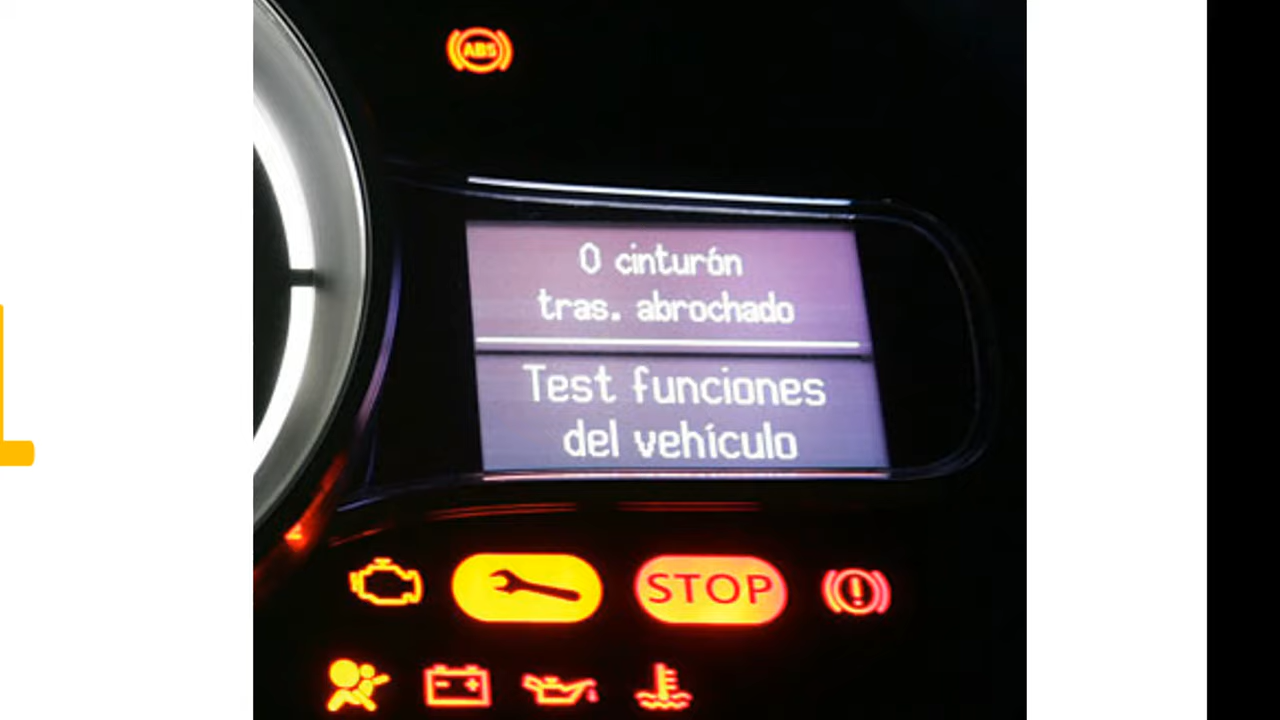 ABS
0 cinturón
tras. abrochado
Test funciones
del vehículo
STOP